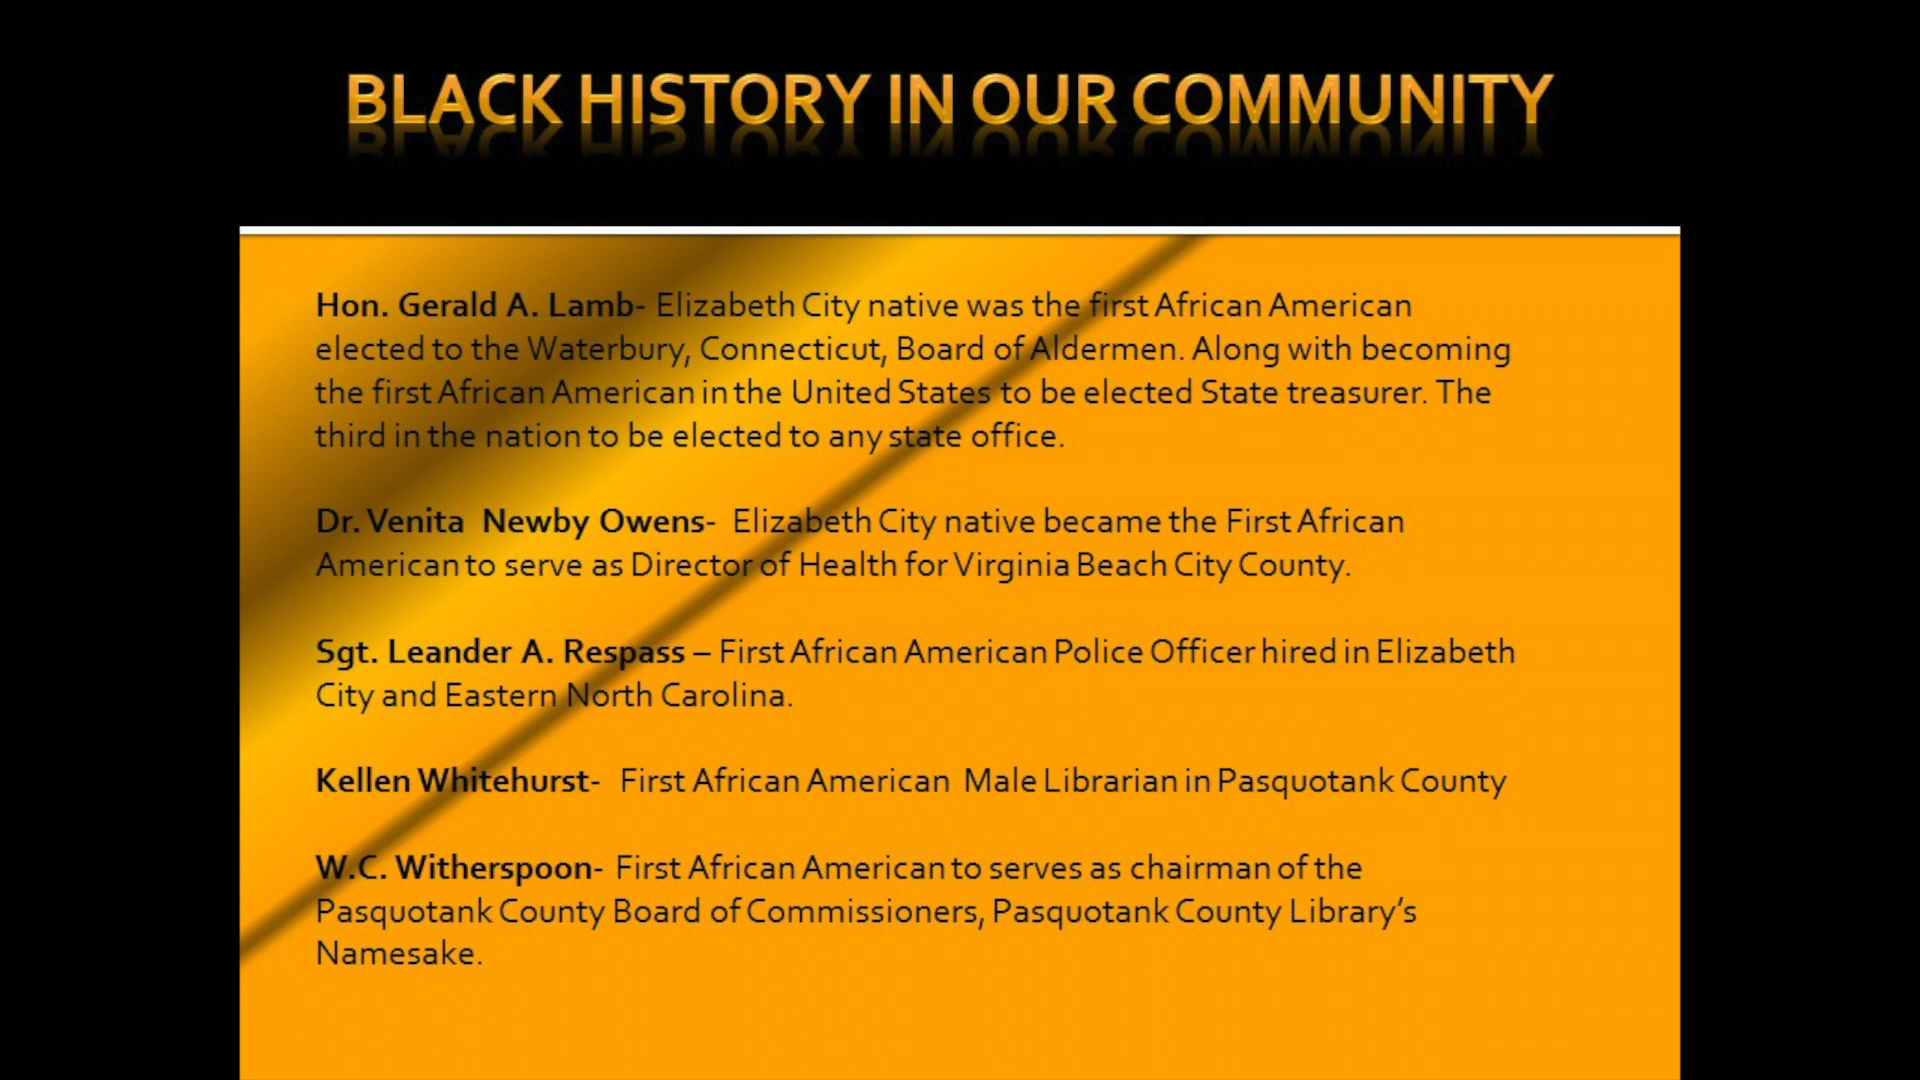 BLACK HISTORY IN OUR COMMUNITY
Hon. Gerald A. Lamb- Elizabeth City native was the first African American
elected to the Waterbury, Connecticut, Board of Aldermen. Along with becoming
the first African American in the United States to be elected State treasurer. The
third in the nation to be elected to any state office.
Dr. Venita Newby Owens- Elizabeth City native became the First African
American to serve as Director of Health for Virginia Beach City County.
Sgt. Leander A. Respass – First African American Police Officer hired in Elizabeth
City and Eastern North Carolina.
Kellen Whitehurst- First African American Male Librarian in Pasquotank County
W.C. Witherspoon- First African American to serves as chairman of the
Pasquotank County Board of Commissioners, Pasquotank County Library’s
Namesake.